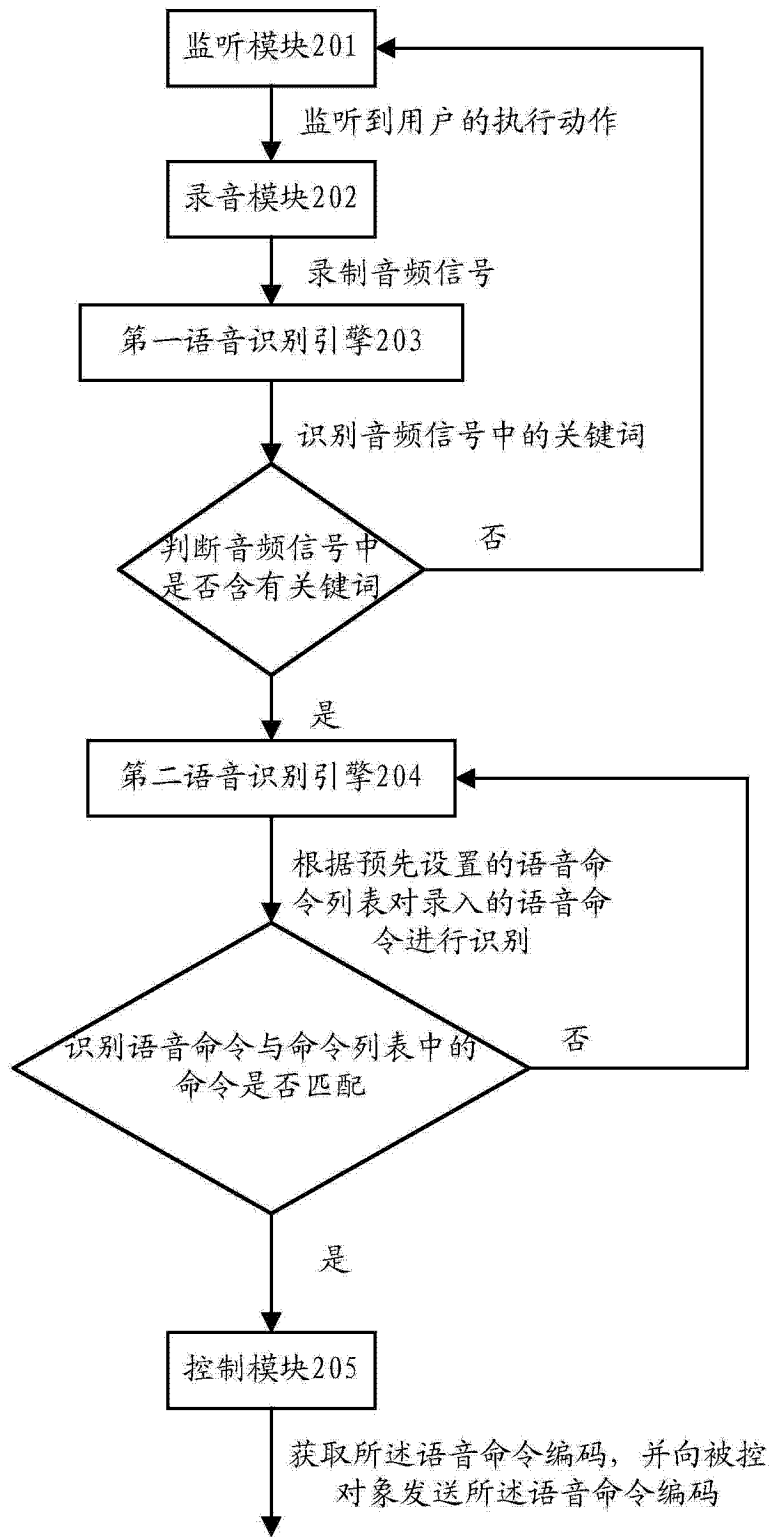 监听模块201
监听到用户的执行动作
录音模块202
录制音频信号
第一语音识别引擎203
识别音频信号中的关键词
判断音频信号中
是否含有关键词
否
是
第二语音识别引擎204
根据预先设置的语音命
令列表对录入的语音命
令进行识别
识别语音命令与命令列表中的
命令是否匹配
否
是
控制模块205
获取所述语音命令编码，并向被控
对象发送所述语音命令编码